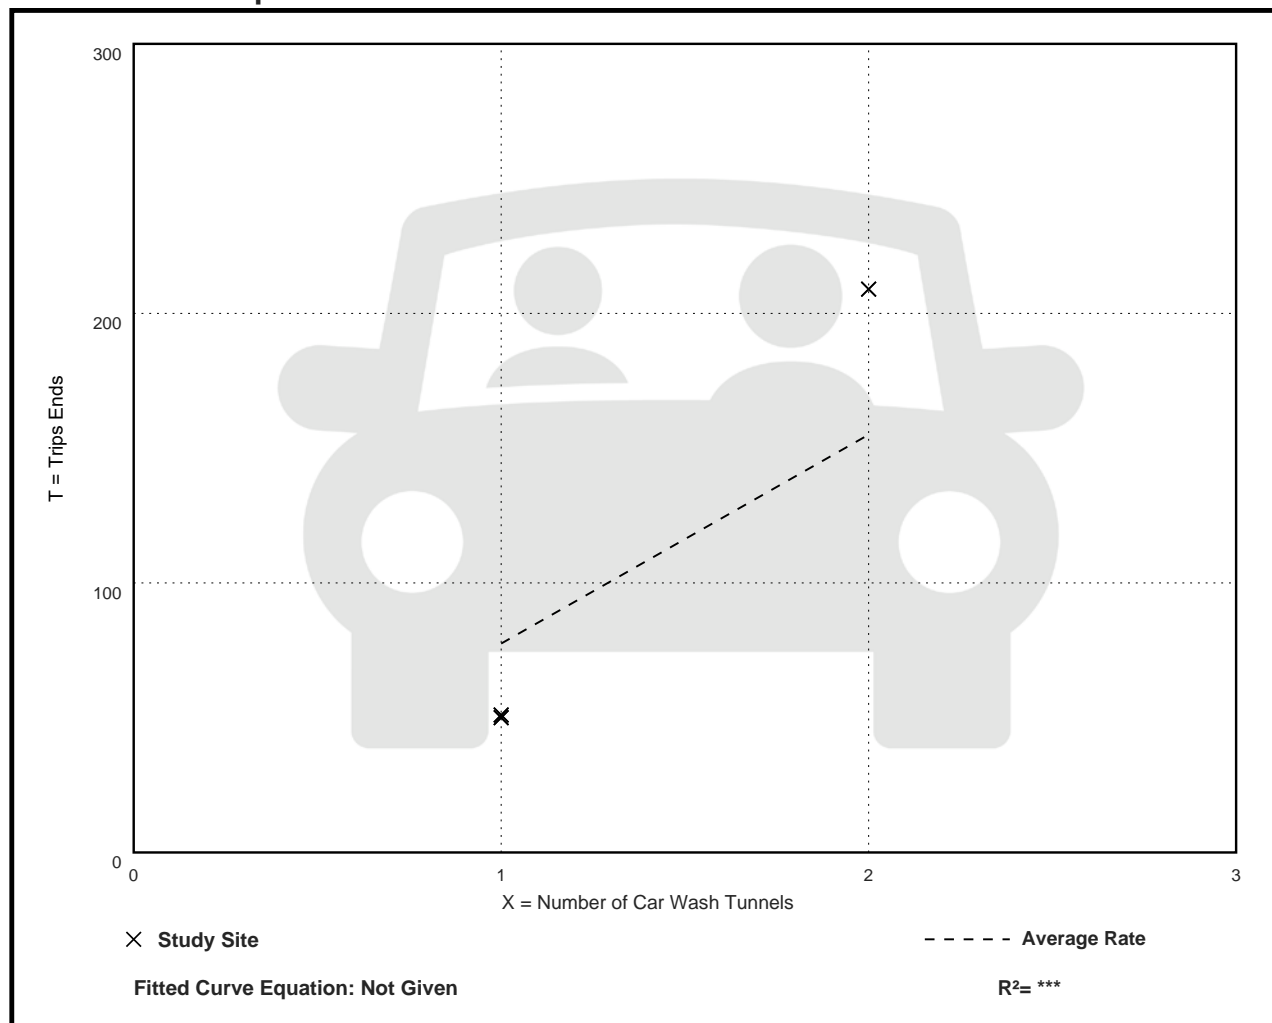 300
200
100
0
T = Trips Ends
0 1 2 3
X = Number of Car Wash Tunnels
Study Site
Average Rate
Fitted Curve Equation: Not Given
R²= ***